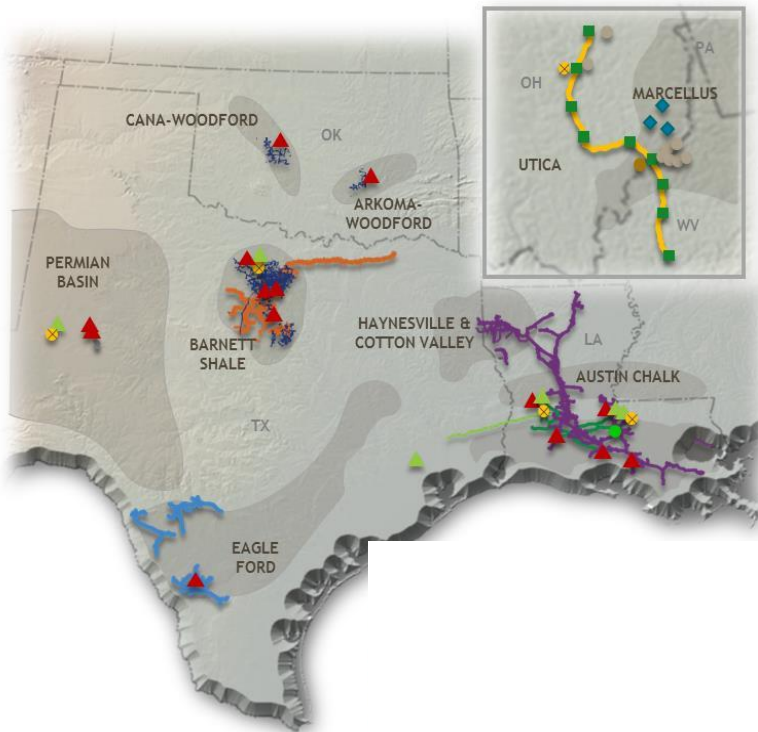 PA
OH
MARCELLUS
UTICA
WV
CANA-WOODFORD
OK
ARKOMA-
WOODFORD
PERMIAN
BASIN
BARNETT
SHALE
HAYNESVILLE &
COTTON VALLEY
LA
AUSTIN CHALK
TX
EAGLE
FORD